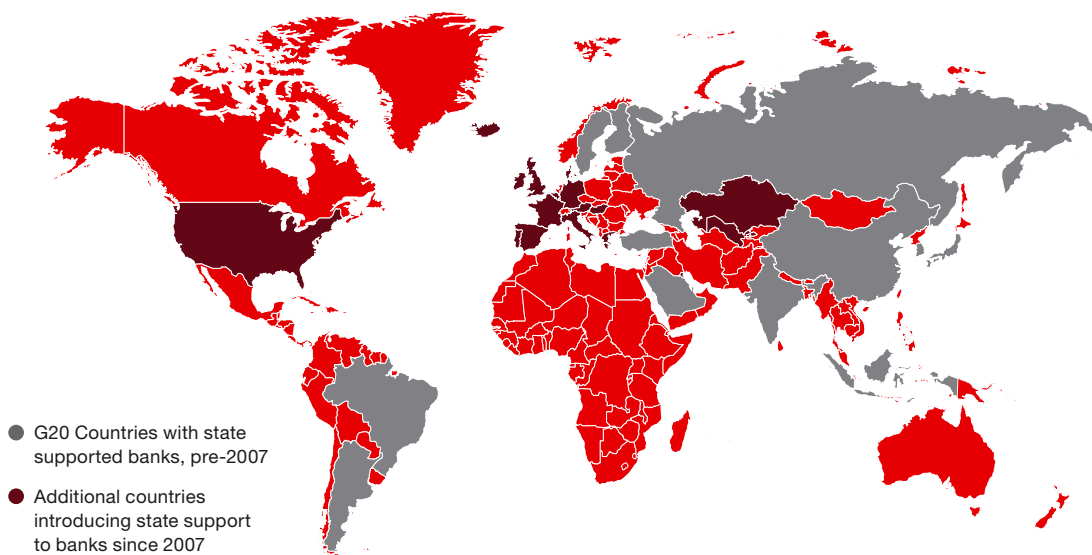 G20 Countries with state
supported banks, pre-2007
Additional countries
introducing state support
to banks since 2007